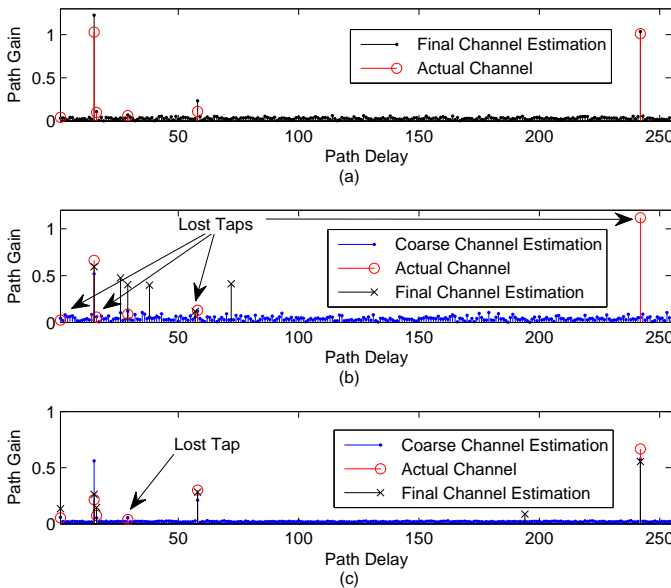 1
0.5
0
Path Gain
Final Channel Estimation
Actual Channel
50
100
150
200
250
Path Delay
(a)
1
0.5
0
Path Gain
Lost Taps
Coarse Channel Estimation
Actual Channel
Final Channel Estimation
50
100
150
200
250
Path Delay
(b)
1
0.5
0
Path Gain
Lost Tap
Coarse Channel Estimation
Actual Channel
Final Channel Estimation
50
100
150
200
250
Path Delay
(c)